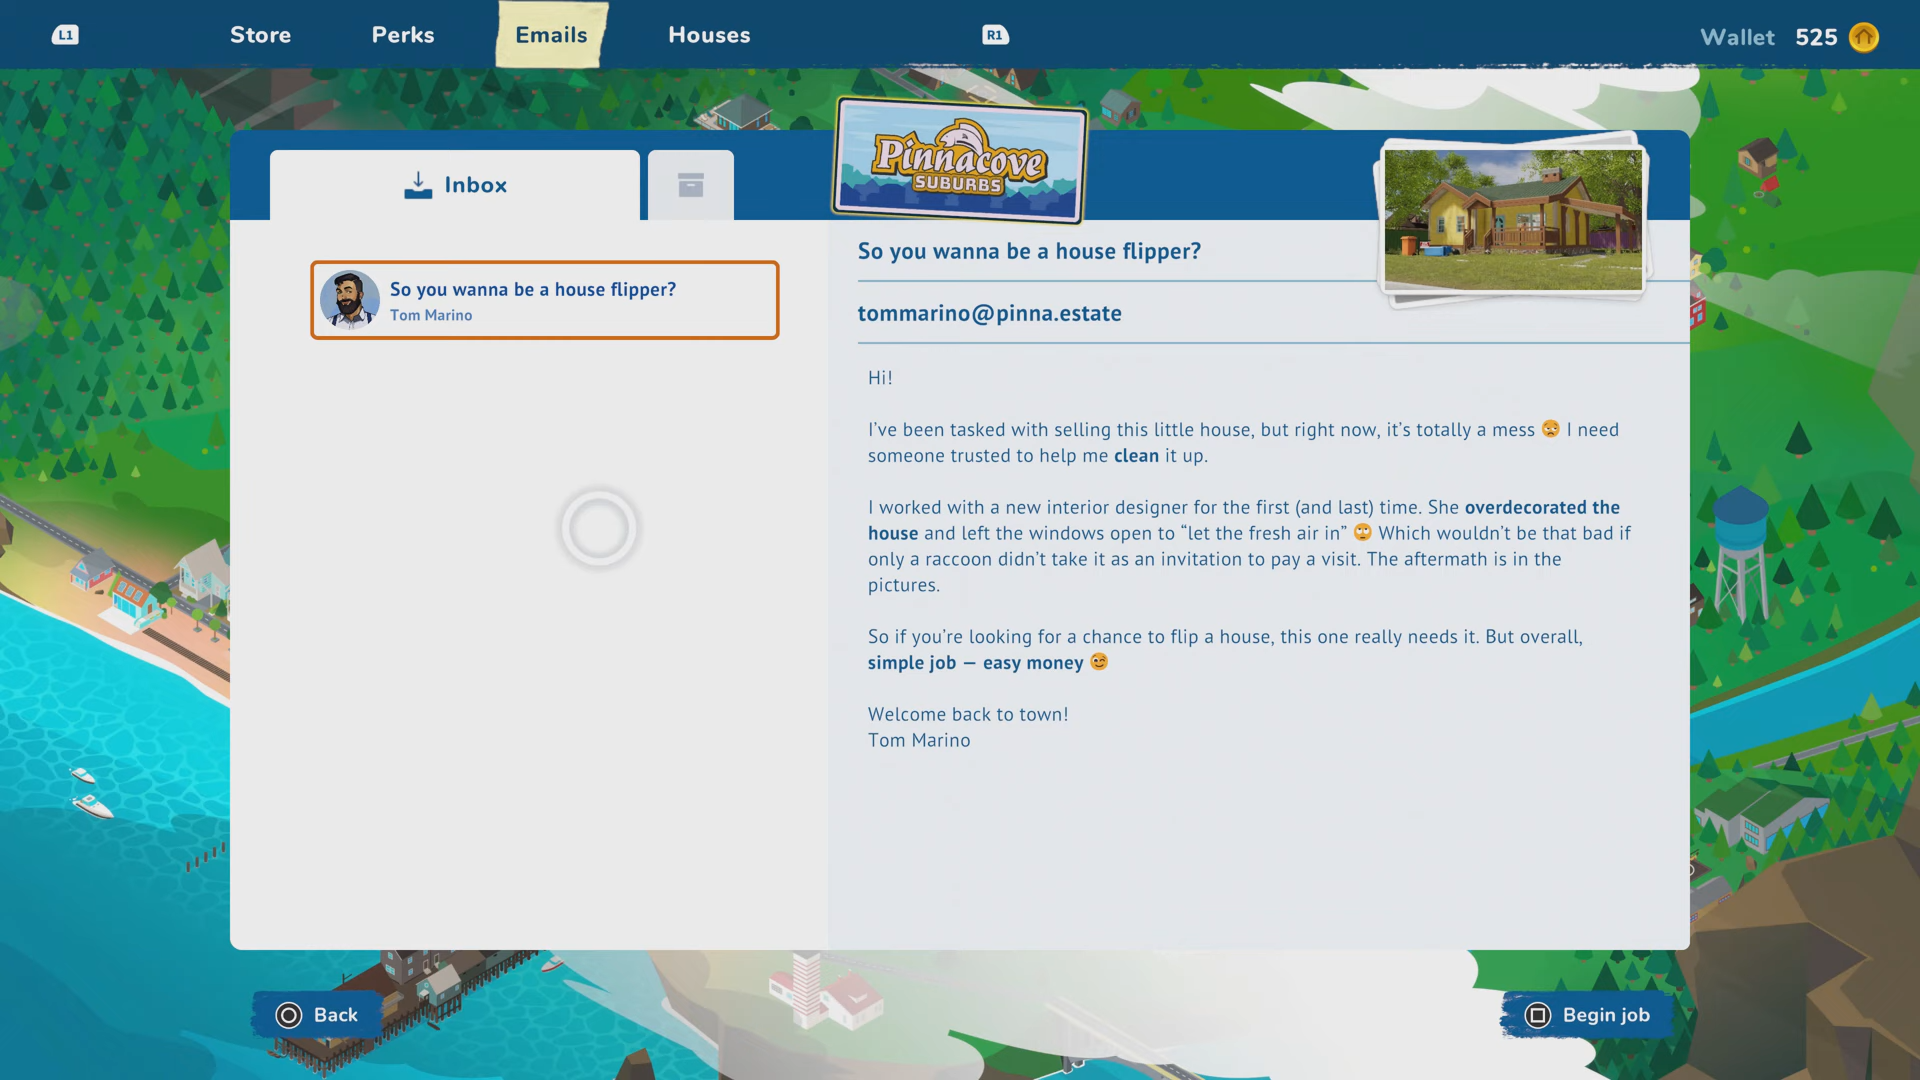 L1
Store
Perks
Emails
Houses
R1
Wallet 525
Inbox
Pinnacove
SUBURBS
So you wanna be a house flipper?
Tom Marino
So you wanna be a house flipper?
tommarino@pinna.estate
Hi!
I've been tasked with selling this little house, but right now, it's totally a mess 😟 I need
someone trusted to help me clean it up.
I worked with a new interior designer for the first (and last) time. She overdecorated the
house and left the windows open to “let the fresh air in” 🙄 Which wouldn't be that bad if
only a raccoon didn't take it as an invitation to pay a visit. The aftermath is in the
pictures.
So if you're looking for a chance to flip a house, this one really needs it. But overall,
simple job — easy money 😉
Welcome back to town!
Tom Marino
Back
Begin job